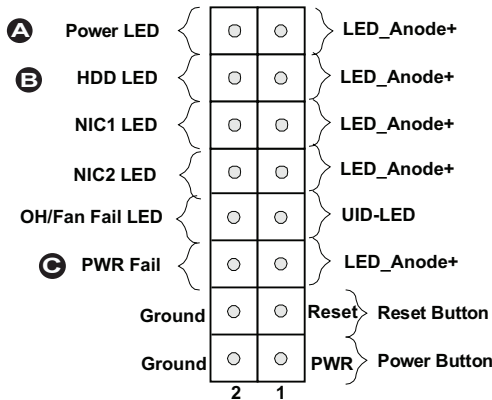 A Power LED LED_Anode+
B HDD LED LED_Anode+
NIC1 LED LED_Anode+
NIC2 LED LED_Anode+
OH/Fan Fail LED UID-LED
C PWR Fail LED_Anode+
Ground Reset Reset Button
Ground PWR Power Button
2 1